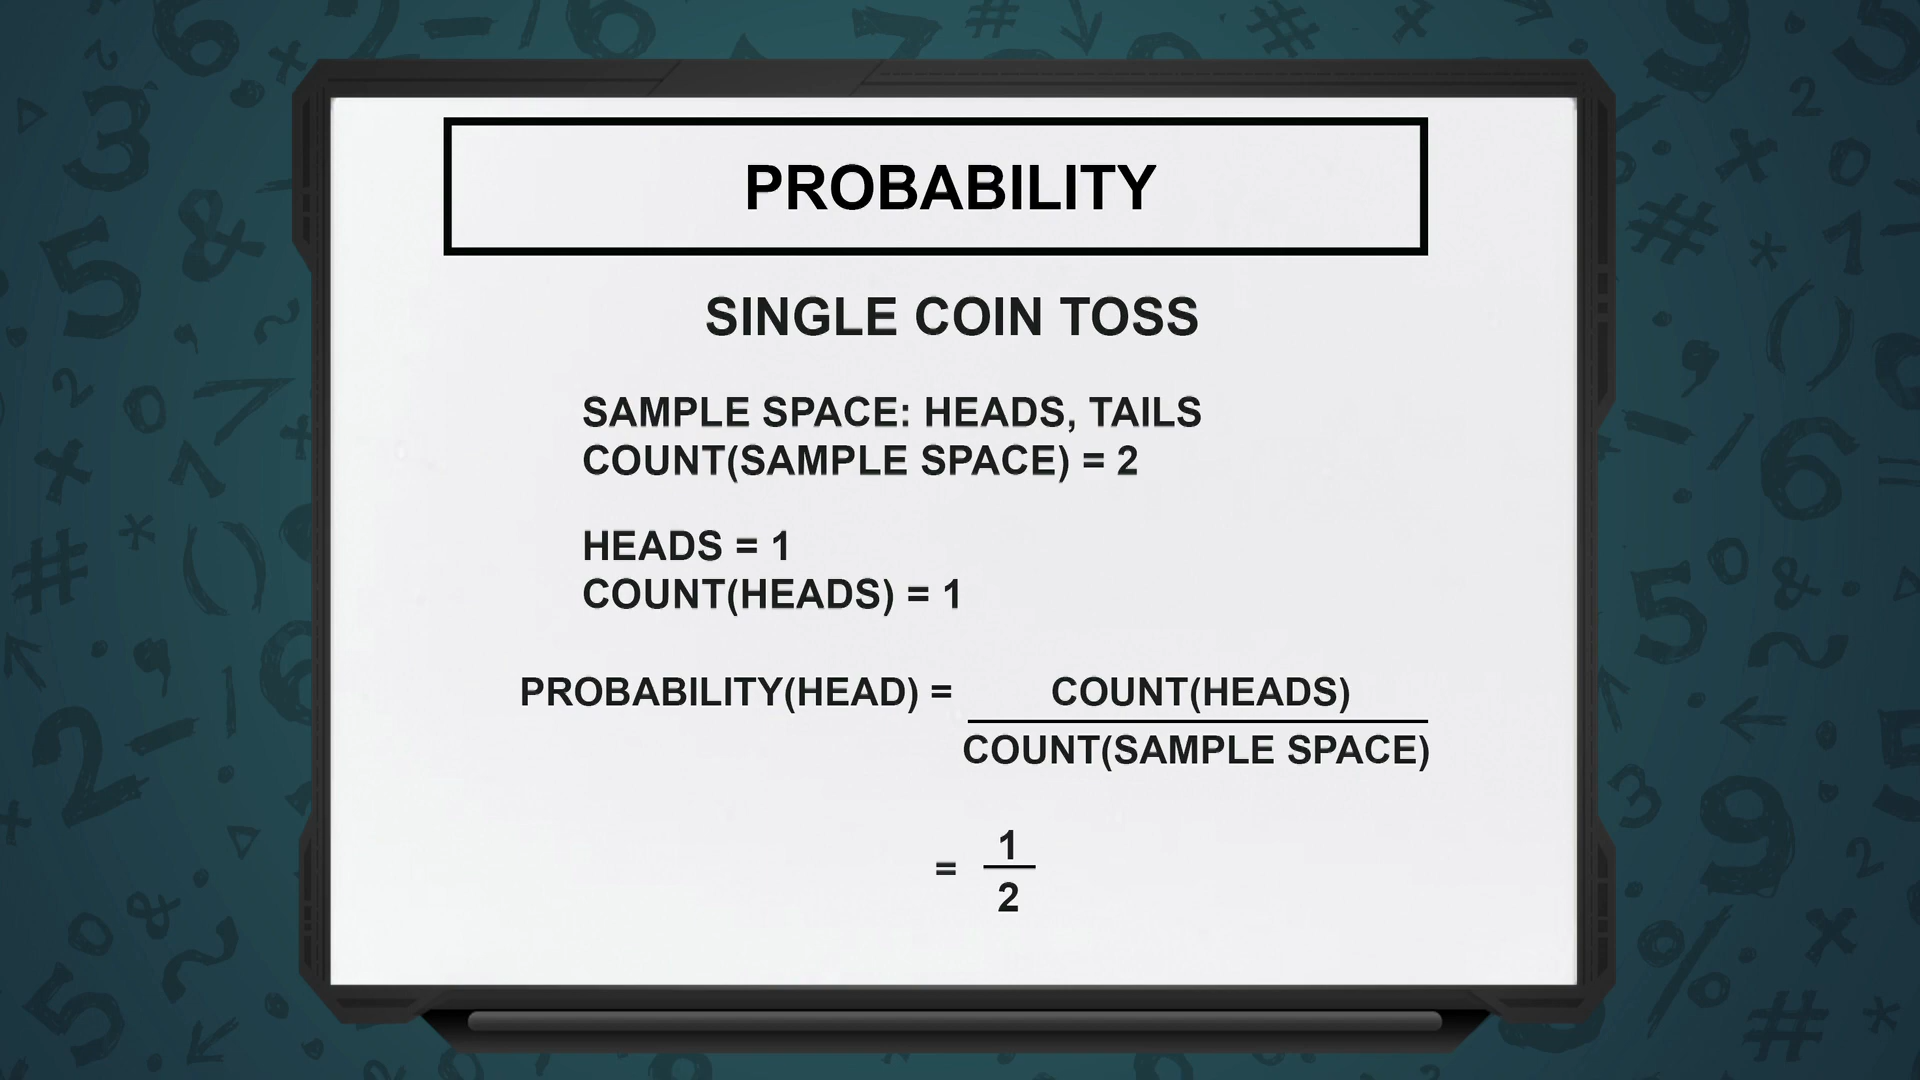 PROBABILITY
SINGLE COIN TOSS
SAMPLE SPACE: HEADS, TAILS
COUNT(SAMPLE SPACE) = 2
HEADS = 1
COUNT(HEADS) = 1
PROBABILITY(HEAD) = COUNT(HEADS)
COUNT(SAMPLE SPACE)
= 1
2